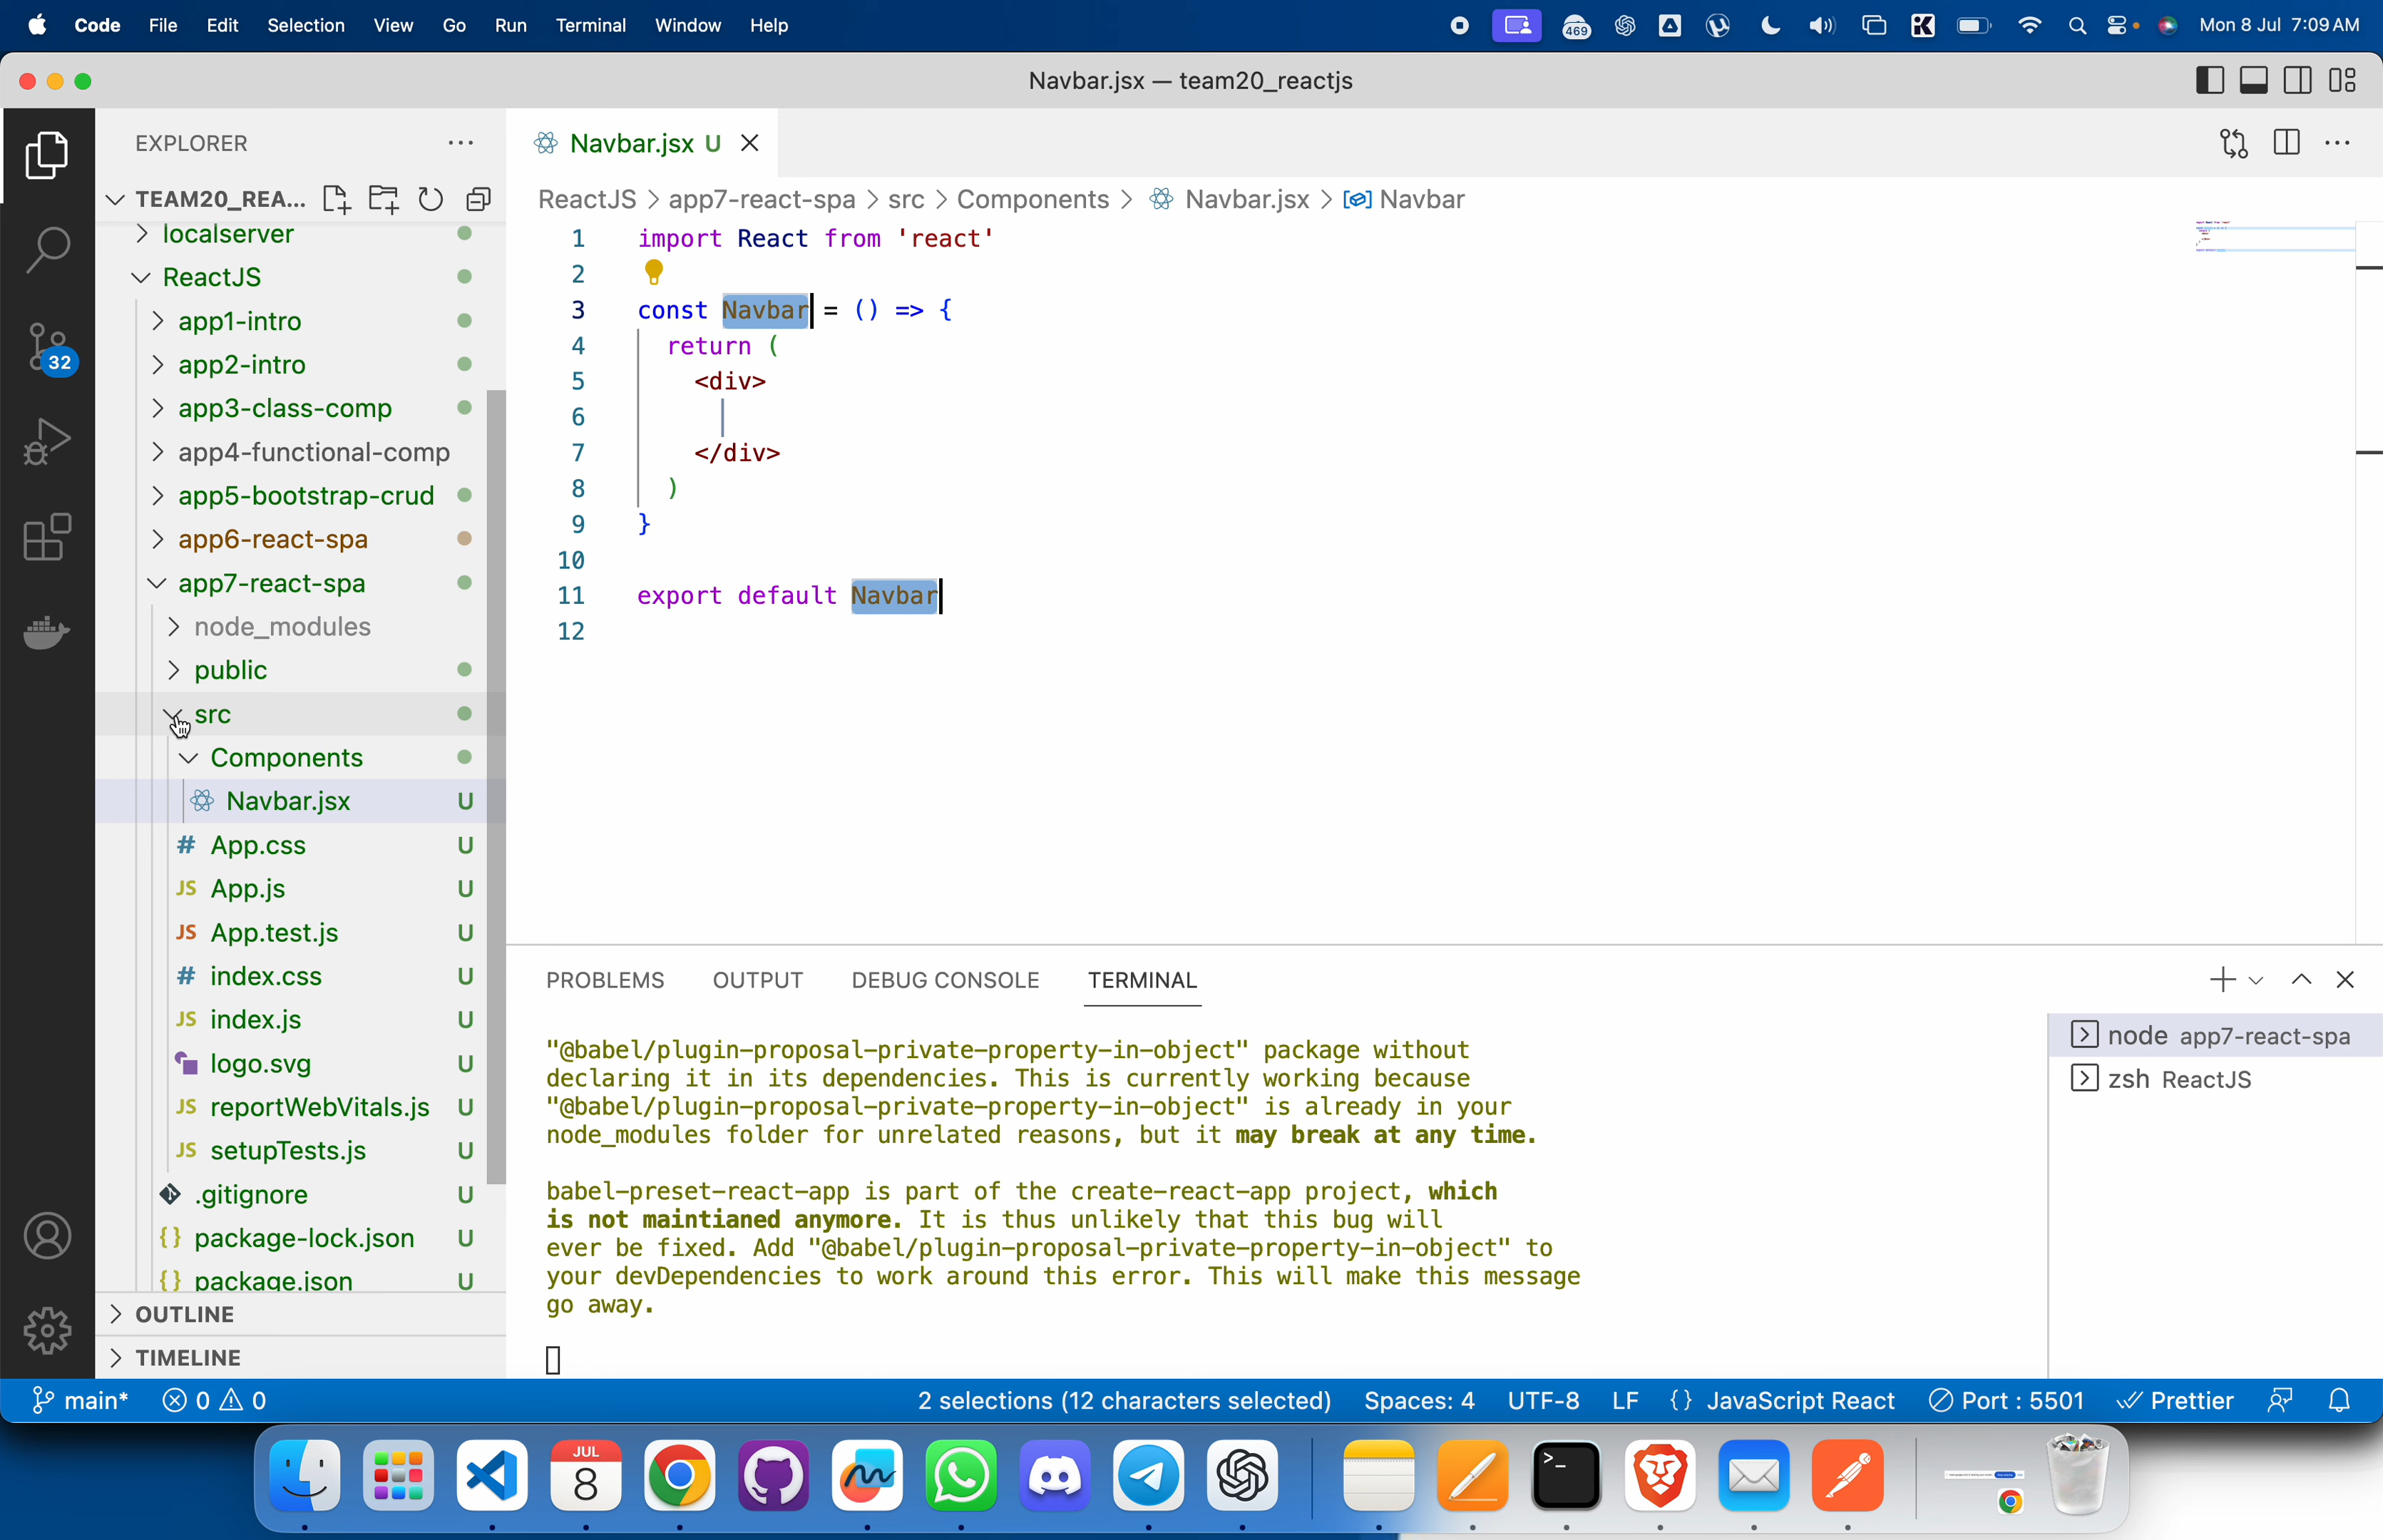 Code File Edit Selection View Go Run Terminal Window Help 469 Mon 8 Jul 7:09 AM
Navbar.jsx — team20_reactjs
EXPLORER
TEAM20_REA...
localserver
ReactJS
app1-intro
app2-intro
app3-class-comp
app4-functional-comp
app5-bootstrap-crud
app6-react-spa
app7-react-spa
node_modules
public
src
Components
Navbar.jsx U
# App.css U
JS App.js U
JS App.test.js U
# index.css U
JS index.js U
logo.svg U
JS reportWebVitals.js U
JS setupTests.js U
.gitignore U
{} package-lock.json U
{} package.json U
OUTLINE
TIMELINE
32
Navbar.jsx U
ReactJS > app7-react-spa > src > Components > Navbar.jsx > Navbar
1 import React from 'react'
2
3 const Navbar = () => {
4 return (
5 <div>
6
7 </div>
8 )
9 }
10
11 export default Navbar
12
PROBLEMS OUTPUT DEBUG CONSOLE TERMINAL
"@babel/plugin-proposal-private-property-in-object" package without
declaring it in its dependencies. This is currently working because
"@babel/plugin-proposal-private-property-in-object" is already in your
node_modules folder for unrelated reasons, but it may break at any time.
babel-preset-react-app is part of the create-react-app project, which
is not maintianed anymore. It is thus unlikely that this bug will
ever be fixed. Add "@babel/plugin-proposal-private-property-in-object" to
your devDependencies to work around this error. This will make this message
go away.
node app7-react-spa
zsh ReactJS
main* 0 0 2 selections (12 characters selected) Spaces: 4 UTF-8 LF {} JavaScript React Port : 5501 Prettier
JUL
8